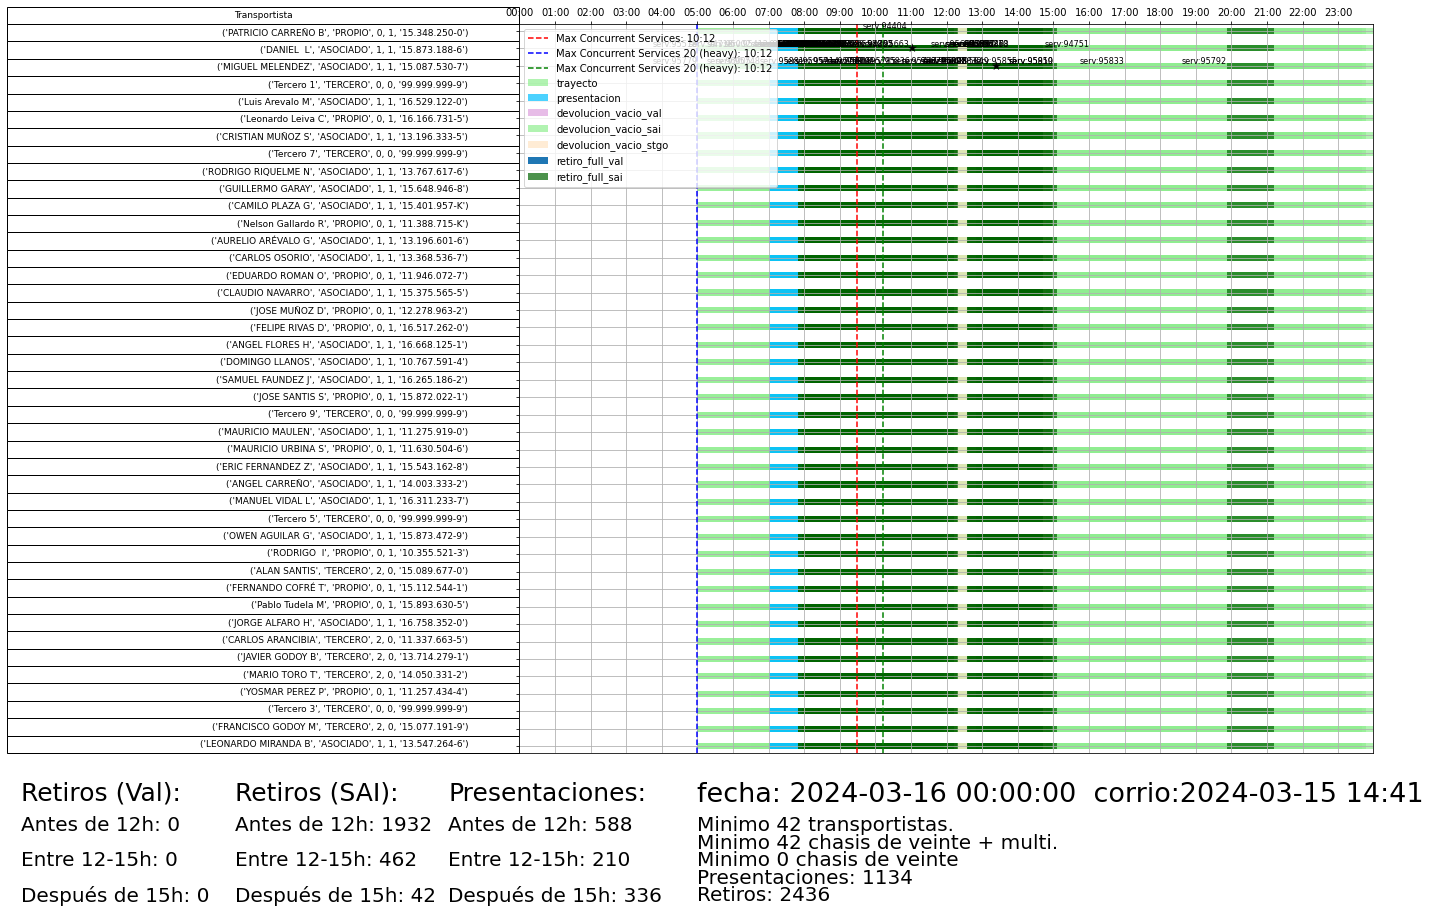 Transportista
00:00 01:00 02:00 03:00 04:00 05:00 06:00 07:00 08:00 09:00 10:00 11:00 12:00 13:00 14:00 15:00 16:00 17:00 18:00 19:00 20:00 21:00 22:00 23:00
serv:94404
serv:94751
serv:95833
serv:95792
Max Concurrent Services: 10:12
Max Concurrent Services 20 (heavy): 10:12
Max Concurrent Services 20 (heavy): 10:12
trayecto
presentacion
devolucion_vacio_val
devolucion_vacio_sai
devolucion_vacio_stgo
retiro_full_val
retiro_full_sai
('PATRICIO CARREÑO B', 'PROPIO', 0, 1, '15.348.250-0')
('DANIEL  L', 'ASOCIADO', 1, 1, '15.873.188-6')
('MIGUEL MELENDEZ', 'ASOCIADO', 1, 1, '15.087.530-7')
('Tercero 1', 'TERCERO', 0, 0, '99.999.999-9')
('Luis Arevalo M', 'ASOCIADO', 1, 1, '16.529.122-0')
('Leonardo Leiva C', 'PROPIO', 0, 1, '16.166.731-5')
('CRISTIAN MUÑOZ S', 'ASOCIADO', 1, 1, '13.196.333-5')
('Tercero 7', 'TERCERO', 0, 0, '99.999.999-9')
('RODRIGO RIQUELME N', 'ASOCIADO', 1, 1, '13.767.617-6')
('GUILLERMO GARAY', 'ASOCIADO', 1, 1, '15.648.946-8')
('CAMILO PLAZA G', 'ASOCIADO', 1, 1, '15.401.957-K')
('Nelson Gallardo R', 'PROPIO', 0, 1, '11.388.715-K')
('AURELIO ARÉVALO G', 'ASOCIADO', 1, 1, '13.196.601-6')
('CARLOS OSORIO', 'ASOCIADO', 1, 1, '13.368.536-7')
('EDUARDO ROMAN O', 'PROPIO', 0, 1, '11.946.072-7')
('CLAUDIO NAVARRO', 'ASOCIADO', 1, 1, '15.375.565-5')
('JOSE MUÑOZ D', 'PROPIO', 0, 1, '12.278.963-2')
('FELIPE RIVAS D', 'PROPIO', 0, 1, '16.517.262-0')
('ANGEL FLORES H', 'ASOCIADO', 1, 1, '16.668.125-1')
('DOMINGO LLANOS', 'ASOCIADO', 1, 1, '10.767.591-4')
('SAMUEL FAUNDEZ J', 'ASOCIADO', 1, 1, '16.265.186-2')
('JOSE SANTIS S', 'PROPIO', 0, 1, '15.872.022-1')
('Tercero 9', 'TERCERO', 0, 0, '99.999.999-9')
('MAURICIO MAULEN', 'ASOCIADO', 1, 1, '11.275.919-0')
('MAURICIO URBINA S', 'PROPIO', 0, 1, '11.630.504-6')
('ERIC FERNANDEZ Z', 'ASOCIADO', 1, 1, '15.543.162-8')
('ANGEL CARREÑO', 'ASOCIADO', 1, 1, '14.003.333-2')
('MANUEL VIDAL L', 'ASOCIADO', 1, 1, '16.311.233-7')
('Tercero 5', 'TERCERO', 0, 0, '99.999.999-9')
('OWEN AGUILAR G', 'ASOCIADO', 1, 1, '15.873.472-9')
('RODRIGO  I', 'PROPIO', 0, 1, '10.355.521-3')
('ALAN SANTIS', 'TERCERO', 2, 0, '15.089.677-0')
('FERNANDO COFRÉ T', 'PROPIO', 0, 1, '15.112.544-1')
('Pablo Tudela M', 'PROPIO', 0, 1, '15.893.630-5')
('JORGE ALFARO H', 'ASOCIADO', 1, 1, '16.758.352-0')
('CARLOS ARANCIBIA', 'TERCERO', 2, 0, '11.337.663-5')
('JAVIER GODOY B', 'TERCERO', 2, 0, '13.714.279-1')
('MARIO TORO T', 'TERCERO', 2, 0, '14.050.331-2')
('YOSMAR PEREZ P', 'PROPIO', 0, 1, '11.257.434-4')
('Tercero 3', 'TERCERO', 0, 0, '99.999.999-9')
('FRANCISCO GODOY M', 'TERCERO', 2, 0, '15.077.191-9')
('LEONARDO MIRANDA B', 'ASOCIADO', 1, 1, '13.547.264-6')
Retiros (Val):
Antes de 12h: 0
Entre 12-15h: 0
Después de 15h: 0
Retiros (SAI):
Antes de 12h: 1932
Entre 12-15h: 462
Después de 15h: 42
Presentaciones:
Antes de 12h: 588
Entre 12-15h: 210
Después de 15h: 336
fecha: 2024-03-16 00:00:00  corrio:2024-03-15 14:41
Minimo 42 transportistas.
Minimo 42 chasis de veinte + multi.
Minimo 0 chasis de veinte
Presentaciones: 1134
Retiros: 2436